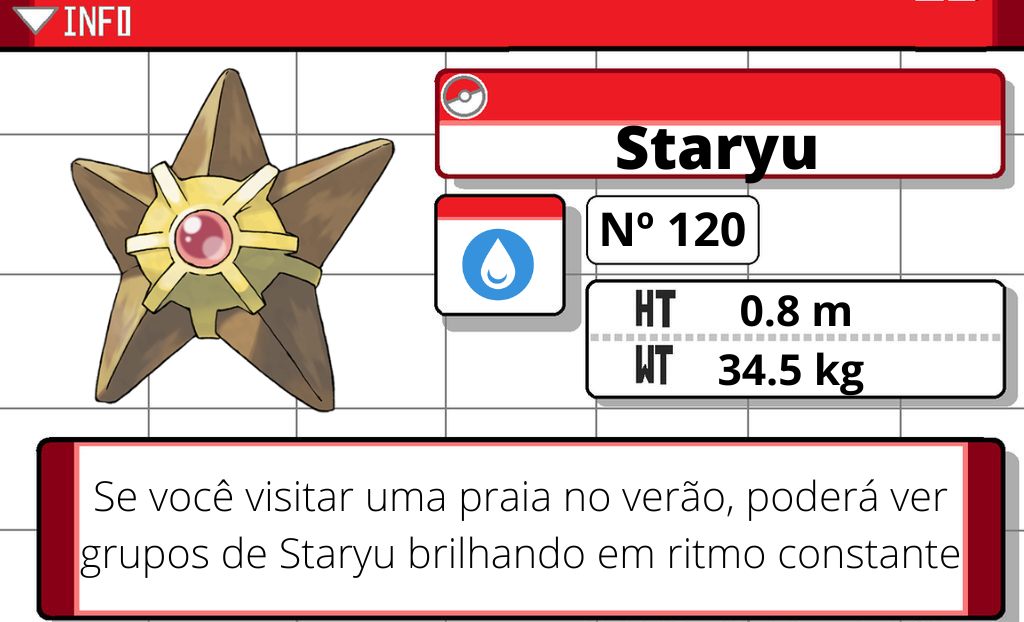 INFO
Staryu
Nº 120
HT 0.8 m
WT 34.5 kg
Se você visitar uma praia no verão, poderá ver
grupos de Staryu brilhando em ritmo constante